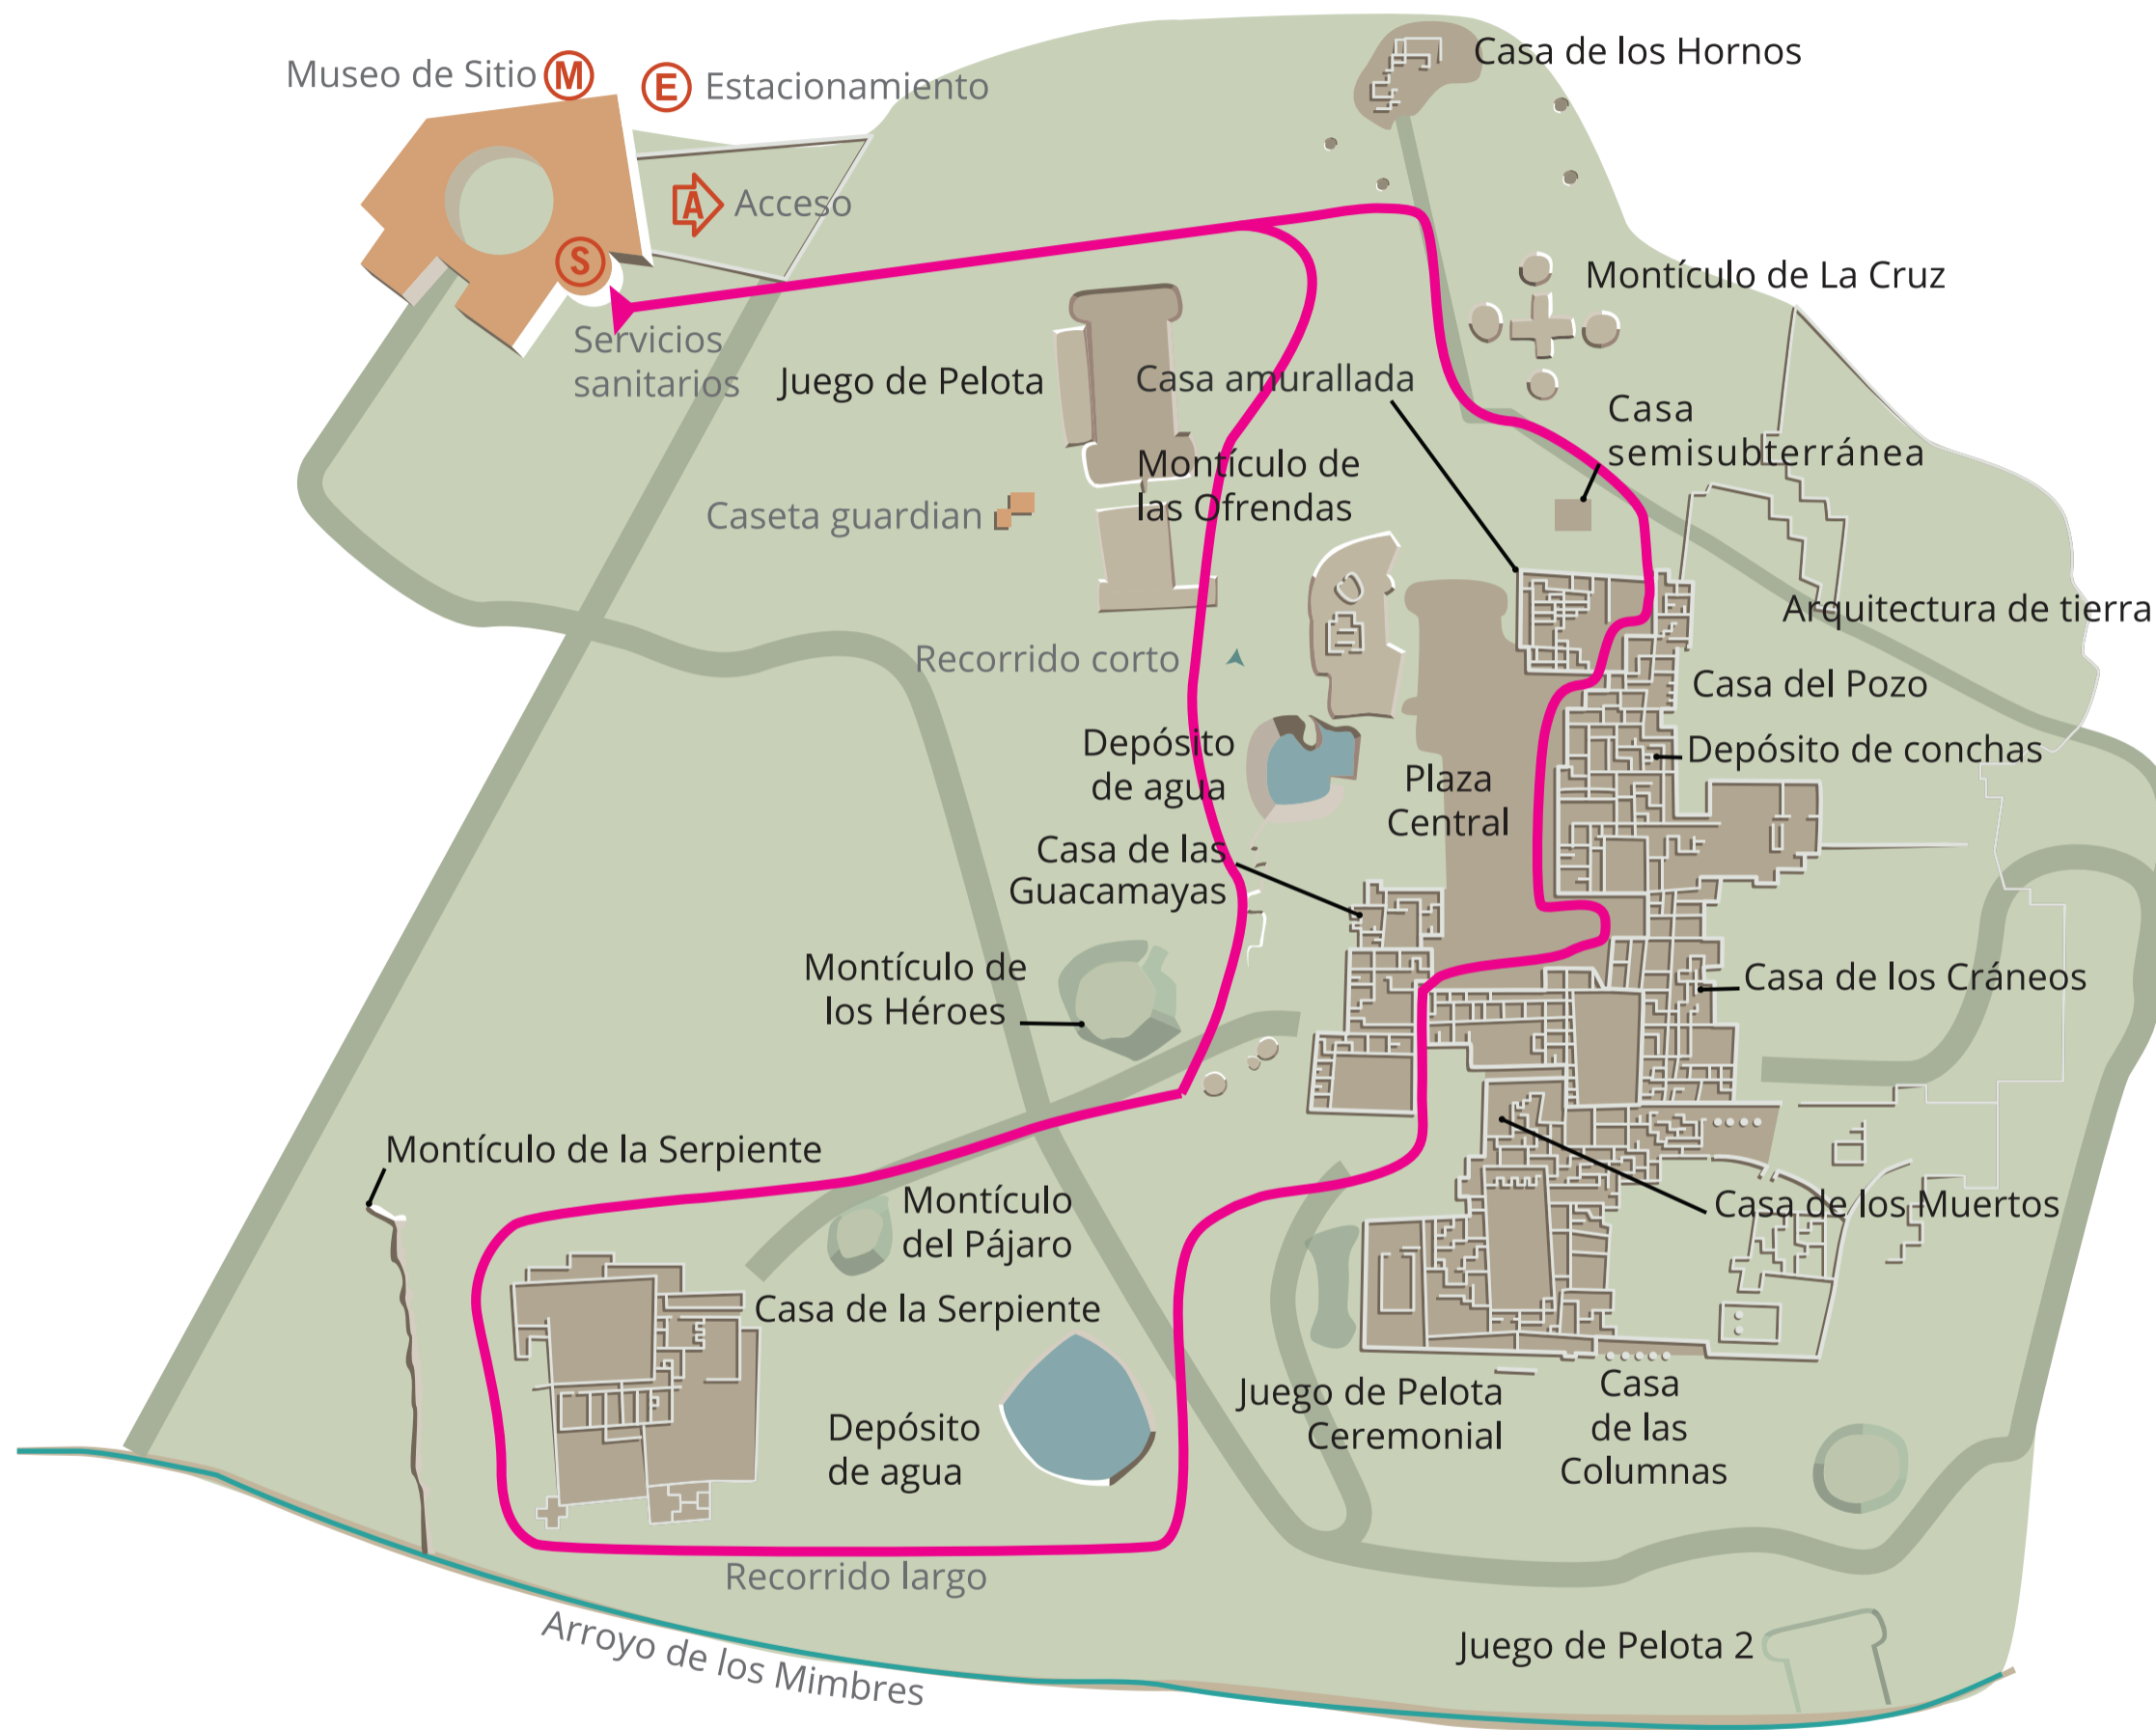 Museo de Sitio
M
E
Estacionamiento
A
Acceso
S
Servicios
sanitarios
Casa de los Hornos
Montículo de La Cruz
Juego de Pelota
Casa amurallada
Casa
semisubterránea
Montículo de
las Ofrendas
Caseta guardian
Arquitectura de tierra
Recorrido corto
Casa del Pozo
Depósito
de agua
Depósito de conchas
Plaza
Central
Casa de las
Guacamayas
Montículo de
los Héroes
Casa de los Cráneos
Montículo de la Serpiente
Montículo
del Pájaro
Casa de los Muertos
Casa de la Serpiente
Juego de Pelota
Ceremonial
Casa
de las
Columnas
Depósito
de agua
Recorrido largo
Arroyo de los Mimbres
Juego de Pelota 2